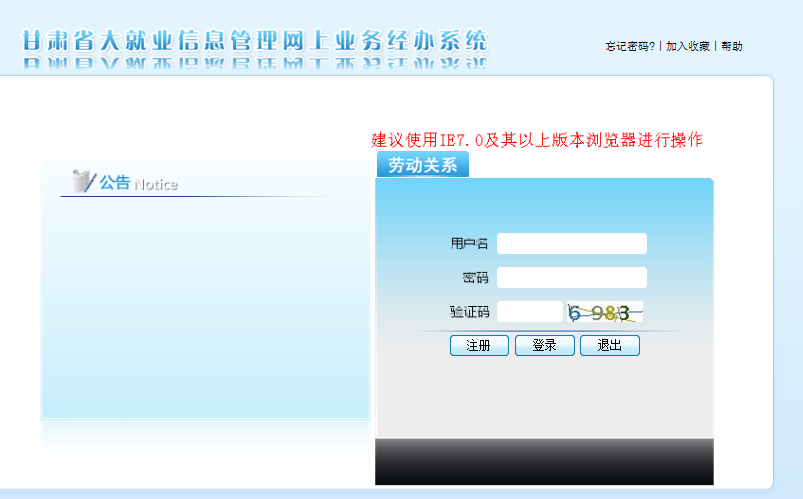 甘肃省大就业信息管理网上业务经办系统
忘记密码? | 加入收藏 | 帮助
建议使用IE7.0及其以上版本浏览器进行操作
劳动关系
公告 Notice
用户名
密码
验证码 6983
注册 登录 退出